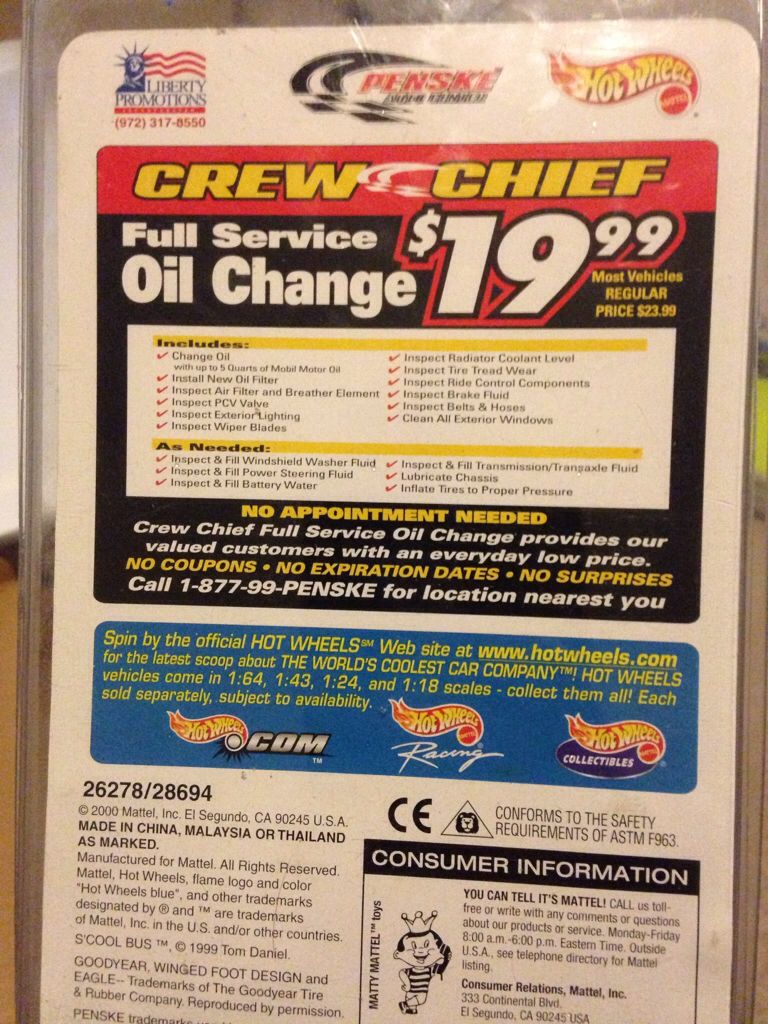 LIBERTY
PROMOTIONS
(972) 317-8550
PENSKE
AUTO CENTER
Hot Wheels
MATTEL
CREW CHIEF
Full Service
Oil Change
$19 99
Most Vehicles
REGULAR
PRICE $23.99
Includes:
✓ Change Oil
with up to 5 Quarts of Mobil Motor Oil
✓ Install New Oil Filter
✓ Inspect Air Filter and Breather Element
✓ Inspect PCV Valve
✓ Inspect Exterior Lighting
✓ Inspect Wiper Blades
✓ Inspect Radiator Coolant Level
✓ Inspect Tire Tread Wear
✓ Inspect Ride Control Components
✓ Inspect Brake Fluid
✓ Inspect Belts & Hoses
✓ Clean All Exterior Windows
As Needed:
✓ Inspect & Fill Windshield Washer Fluid
✓ Inspect & Fill Power Steering Fluid
✓ Inspect & Fill Battery Water
✓ Inspect & Fill Transmission/Transaxle Fluid
✓ Lubricate Chassis
✓ Inflate Tires to Proper Pressure
NO APPOINTMENT NEEDED
Crew Chief Full Service Oil Change provides our
valued customers with an everyday low price.
NO COUPONS • NO EXPIRATION DATES • NO SURPRISES
Call 1-877-99-PENSKE for location nearest you
Spin by the official HOT WHEELS℠ Web site at www.hotwheels.com
for the latest scoop about THE WORLD'S COOLEST CAR COMPANY™! HOT WHEELS
vehicles come in 1:64, 1:43, 1:24, and 1:18 scales - collect them all! Each
sold separately, subject to availability.
Hot Wheels .COM ™
Hot Wheels MATTEL
Racing
Hot Wheels MATTEL
COLLECTIBLES
26278/28694
© 2000 Mattel, Inc. El Segundo, CA 90245 U.S.A.
MADE IN CHINA, MALAYSIA OR THAILAND
AS MARKED.
Manufactured for Mattel. All Rights Reserved.
Mattel, Hot Wheels, flame logo and color
"Hot Wheels blue", and other trademarks
designated by ® and ™ are trademarks
of Mattel, Inc. in the U.S. and/or other countries.
S'COOL BUS ™, © 1999 Tom Daniel.
GOODYEAR, WINGED FOOT DESIGN and
EAGLE-- Trademarks of The Goodyear Tire
& Rubber Company. Reproduced by permission.
PENSKE trademarks
CE
CONFORMS TO THE SAFETY
REQUIREMENTS OF ASTM F963.
CONSUMER INFORMATION
MATTY MATTEL™ toys
YOU CAN TELL IT'S MATTEL! CALL us toll-
free or write with any comments or questions
about our products or service. Monday-Friday
8:00 a.m.-6:00 p.m. Eastern Time. Outside
U.S.A., see telephone directory for Mattel
listing.
Consumer Relations, Mattel, Inc.
333 Continental Blvd.
El Segundo, CA 90245 USA